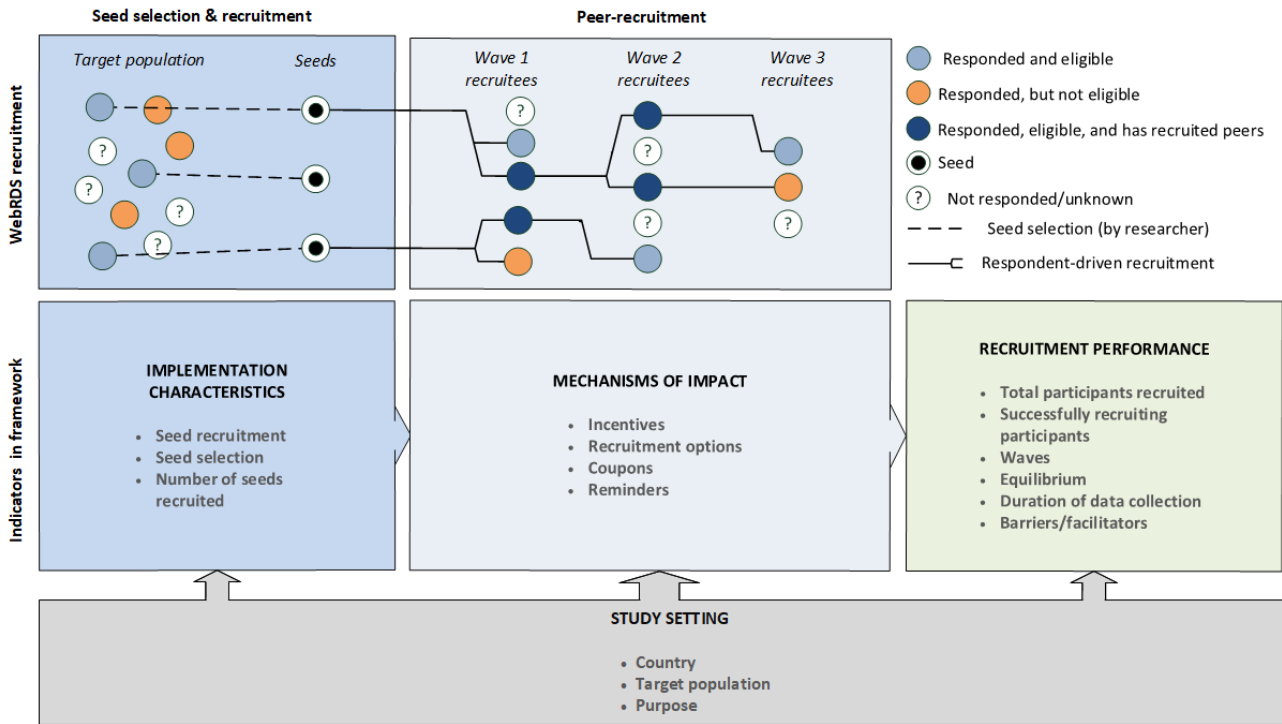 Seed selection & recruitment
Peer-recruitment
WebRDS recruitment
Target population
Seeds
Wave 1
recruitees
Wave 2
recruitees
Wave 3
recruitees
?
?
?
?
?
?
?
?
?
Responded and eligible
Responded, but not eligible
Responded, eligible, and has recruited peers
Seed
? Not responded/unknown
Seed selection (by researcher)
Respondent-driven recruitment
Indicators in framework
IMPLEMENTATION
CHARACTERISTICS
• Seed recruitment
• Seed selection
• Number of seeds
recruited
MECHANISMS OF IMPACT
• Incentives
• Recruitment options
• Coupons
• Reminders
RECRUITMENT PERFORMANCE
• Total participants recruited
• Successfully recruiting
participants
• Waves
• Equilibrium
• Duration of data collection
• Barriers/facilitators
STUDY SETTING
• Country
• Target population
• Purpose